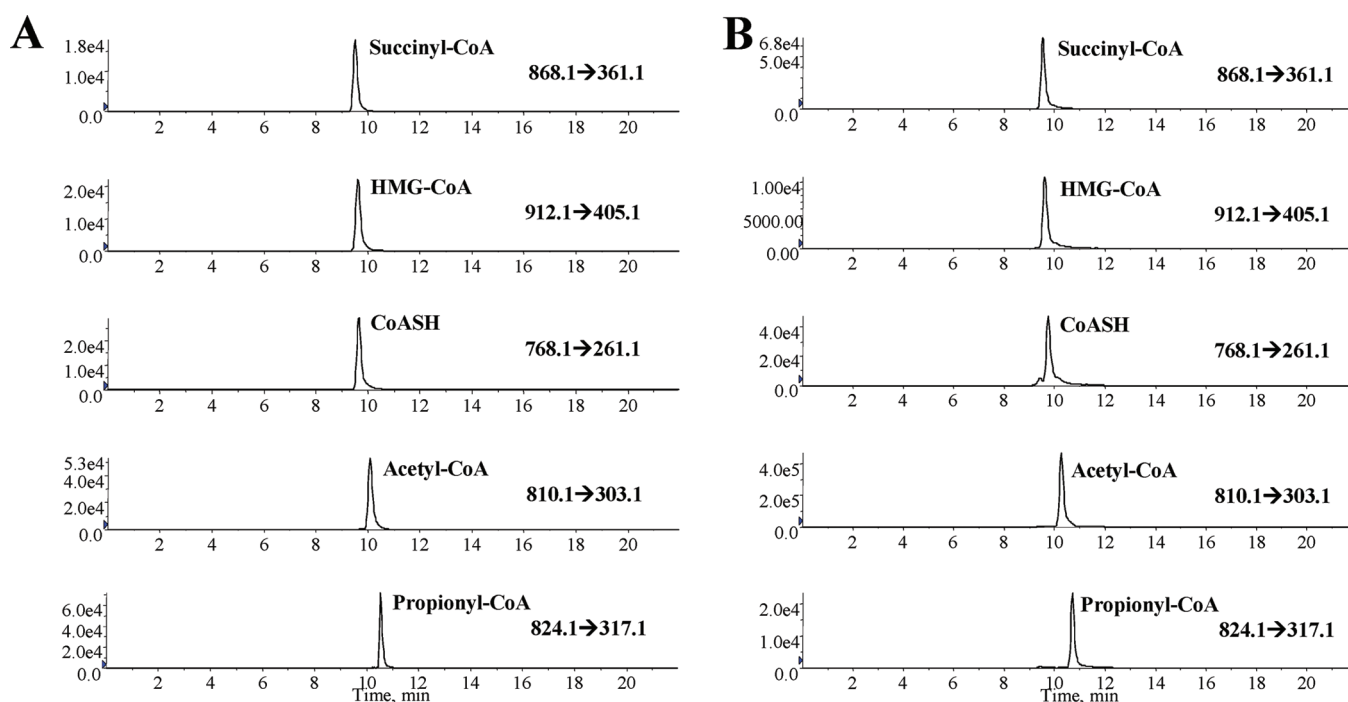 A
1.8e4
Succinyl-CoA
868.1→361.1
1.0e4
0.0
2 4 6 8 10 12 14 16 18 20
2.0e4
HMG-CoA
912.1→405.1
1.0e4
0.0
2 4 6 8 10 12 14 16 18 20
CoASH
2.0e4
768.1→261.1
1.0e4
0.0
2 4 6 8 10 12 14 16 18 20
5.3e4
Acetyl-CoA
4.0e4
810.1→303.1
2.0e4
0.0
2 4 6 8 10 12 14 16 18 20
6.0e4
Propionyl-CoA
4.0e4
824.1→317.1
2.0e4
0.0
2 4 6 8 10 12 14 16 18 20
Time, min
B
6.8e4
Succinyl-CoA
5.0e4
868.1→361.1
0.0
2 4 6 8 10 12 14 16 18 20
1.00e4
HMG-CoA
912.1→405.1
5000.00
0.00
2 4 6 8 10 12 14 16 18 20
4.0e4
CoASH
768.1→261.1
2.0e4
0.0
2 4 6 8 10 12 14 16 18 20
4.0e5
Acetyl-CoA
810.1→303.1
2.0e5
0.0
2 4 6 8 10 12 14 16 18 20
2.0e4
Propionyl-CoA
824.1→317.1
1.0e4
0.0
2 4 6 8 10 12 14 16 18 20
Time, min